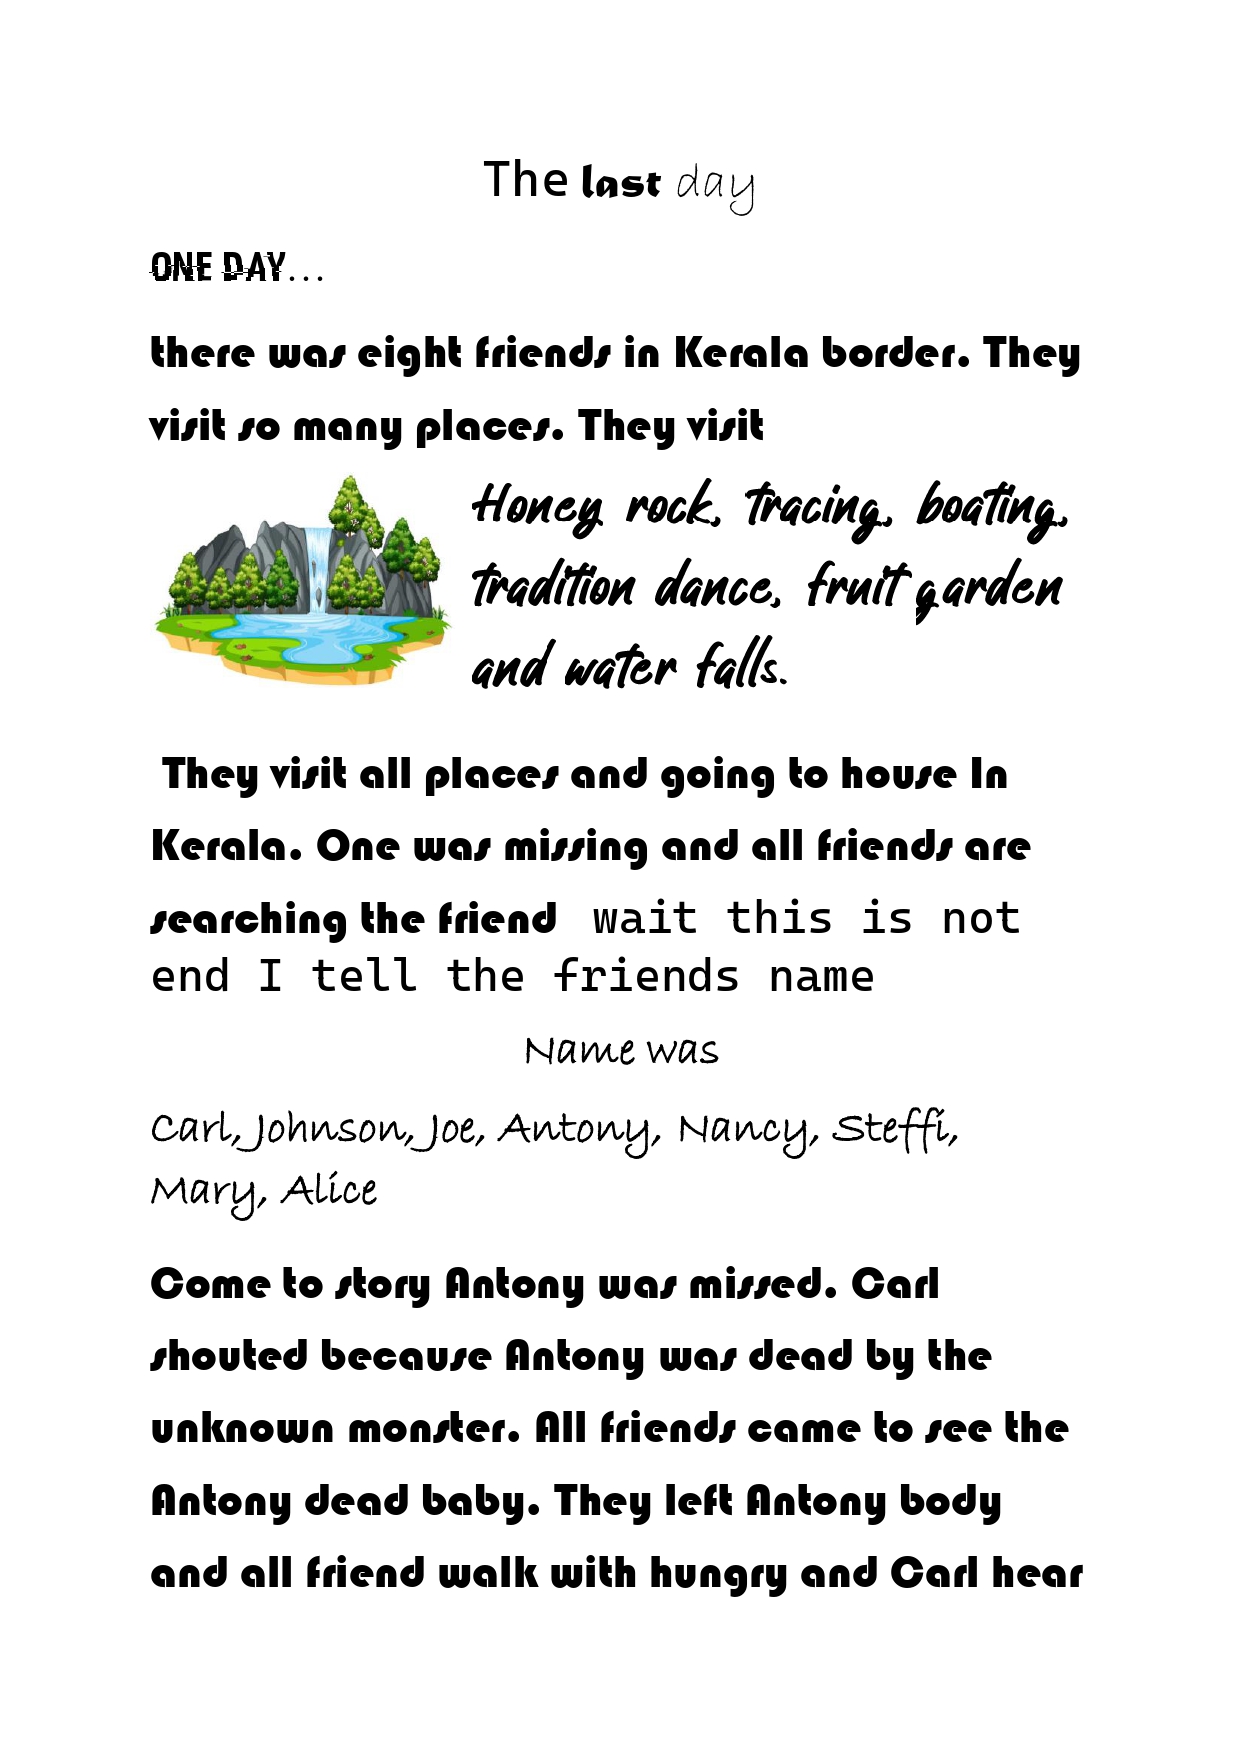 The last day
ONE DAY...
there was eight friends in Kerala border. They
visit so many places. They visit
Honey rock, tracing, boating,
tradition dance, fruit garden
and water falls.
They visit all places and going to house In
Kerala. One was missing and all friends are
searching the friend wait this is not
end I tell the friends name
Name was
Carl, Johnson, Joe, Antony, Nancy, Steffi,
Mary, Alice
Come to story Antony was missed. Carl
shouted because Antony was dead by the
unknown monster. All friends came to see the
Antony dead baby. They left Antony body
and all friend walk with hungry and Carl hear